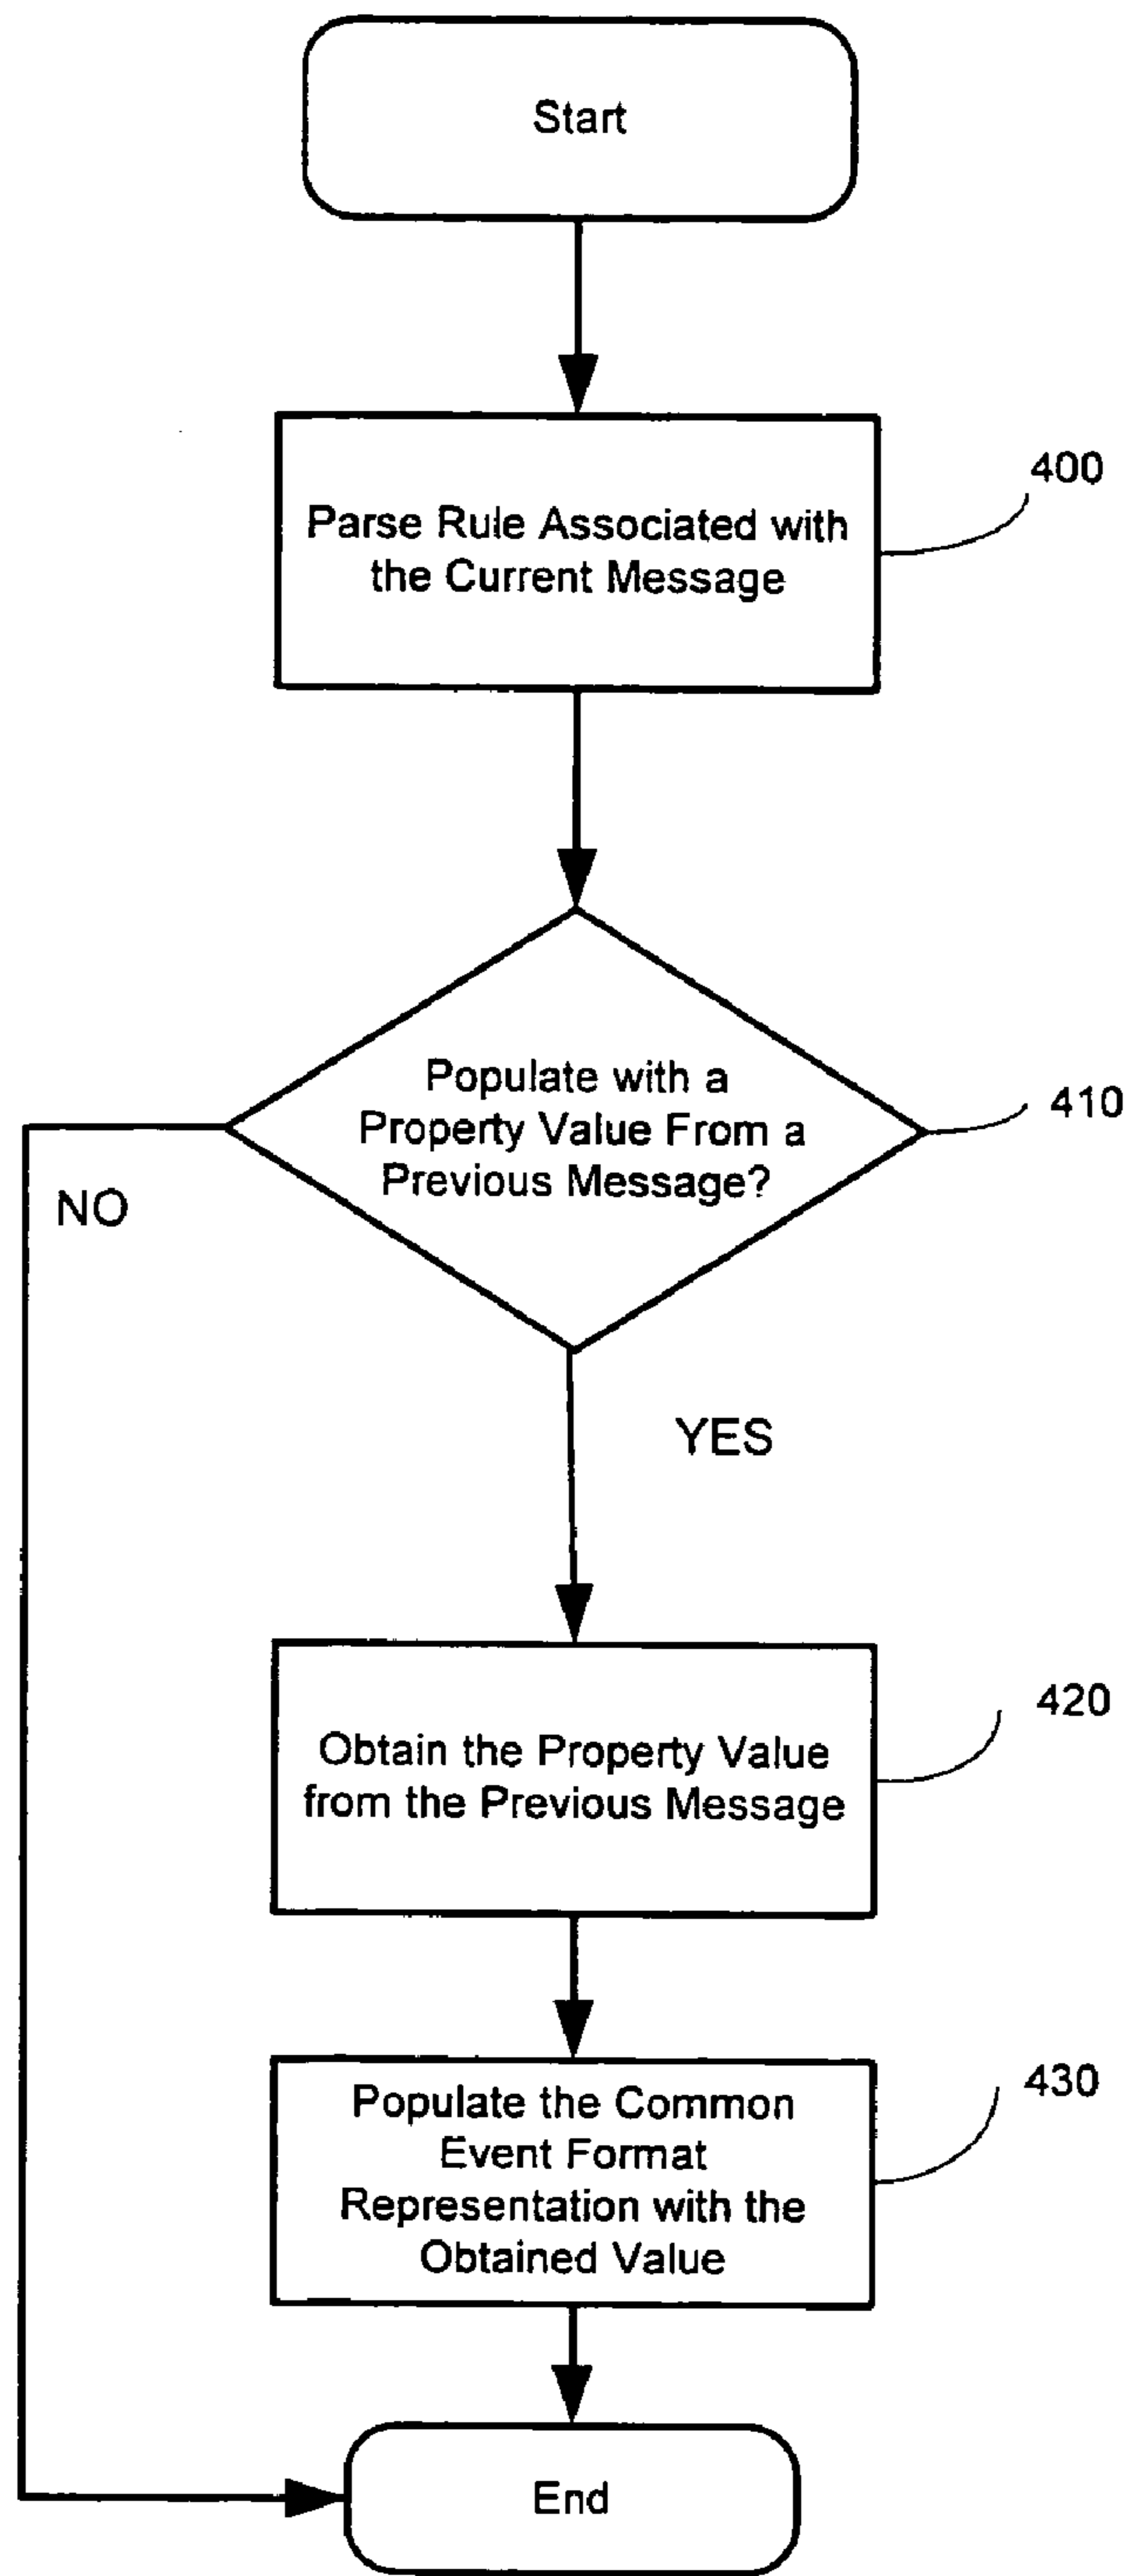 Start
Parse Rule Associated with
the Current Message
400
Populate with a
Property Value From a
Previous Message?
410
NO
YES
Obtain the Property Value
from the Previous Message
420
Populate the Common
Event Format
Representation with the
Obtained Value
430
End